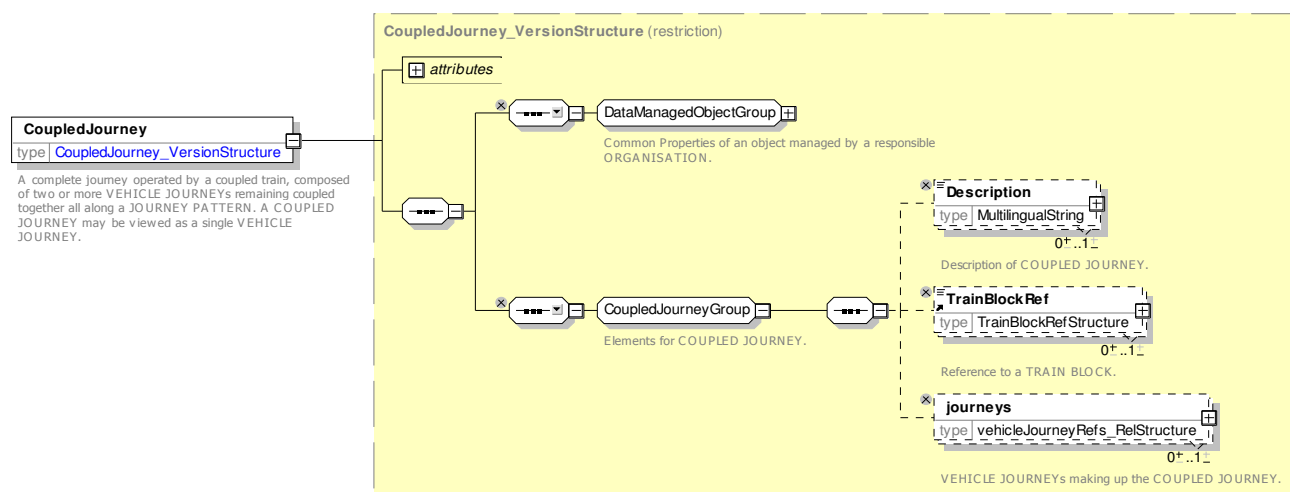 CoupledJourney_VersionStructure (restriction)
attributes
DataManagedObjectGroup
Common Properties of an object managed by a responsible
ORGANISATION.
CoupledJourney
type CoupledJourney_VersionStructure
A complete journey operated by a coupled train, composed
of two or more VEHICLE JOURNEYs remaining coupled
together all along a JOURNEY PATTERN. A COUPLED
JOURNEY may be viewed as a single VEHICLE
JOURNEY.
Description
type MultilingualString
0..1
Description of COUPLED JOURNEY.
CoupledJourneyGroup
Elements for COUPLED JOURNEY.
TrainBlockRef
type TrainBlockRefStructure
0..1
Reference to a TRAIN BLOCK.
journeys
type vehicleJourneyRefs_RelStructure
0..1
VEHICLE JOURNEYs making up the COUPLED JOURNEY.